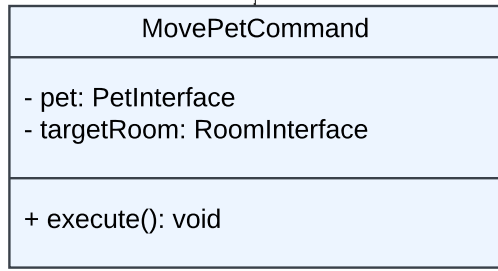 MovePetCommand
- pet: PetInterface
- targetRoom: RoomInterface
+ execute(): void